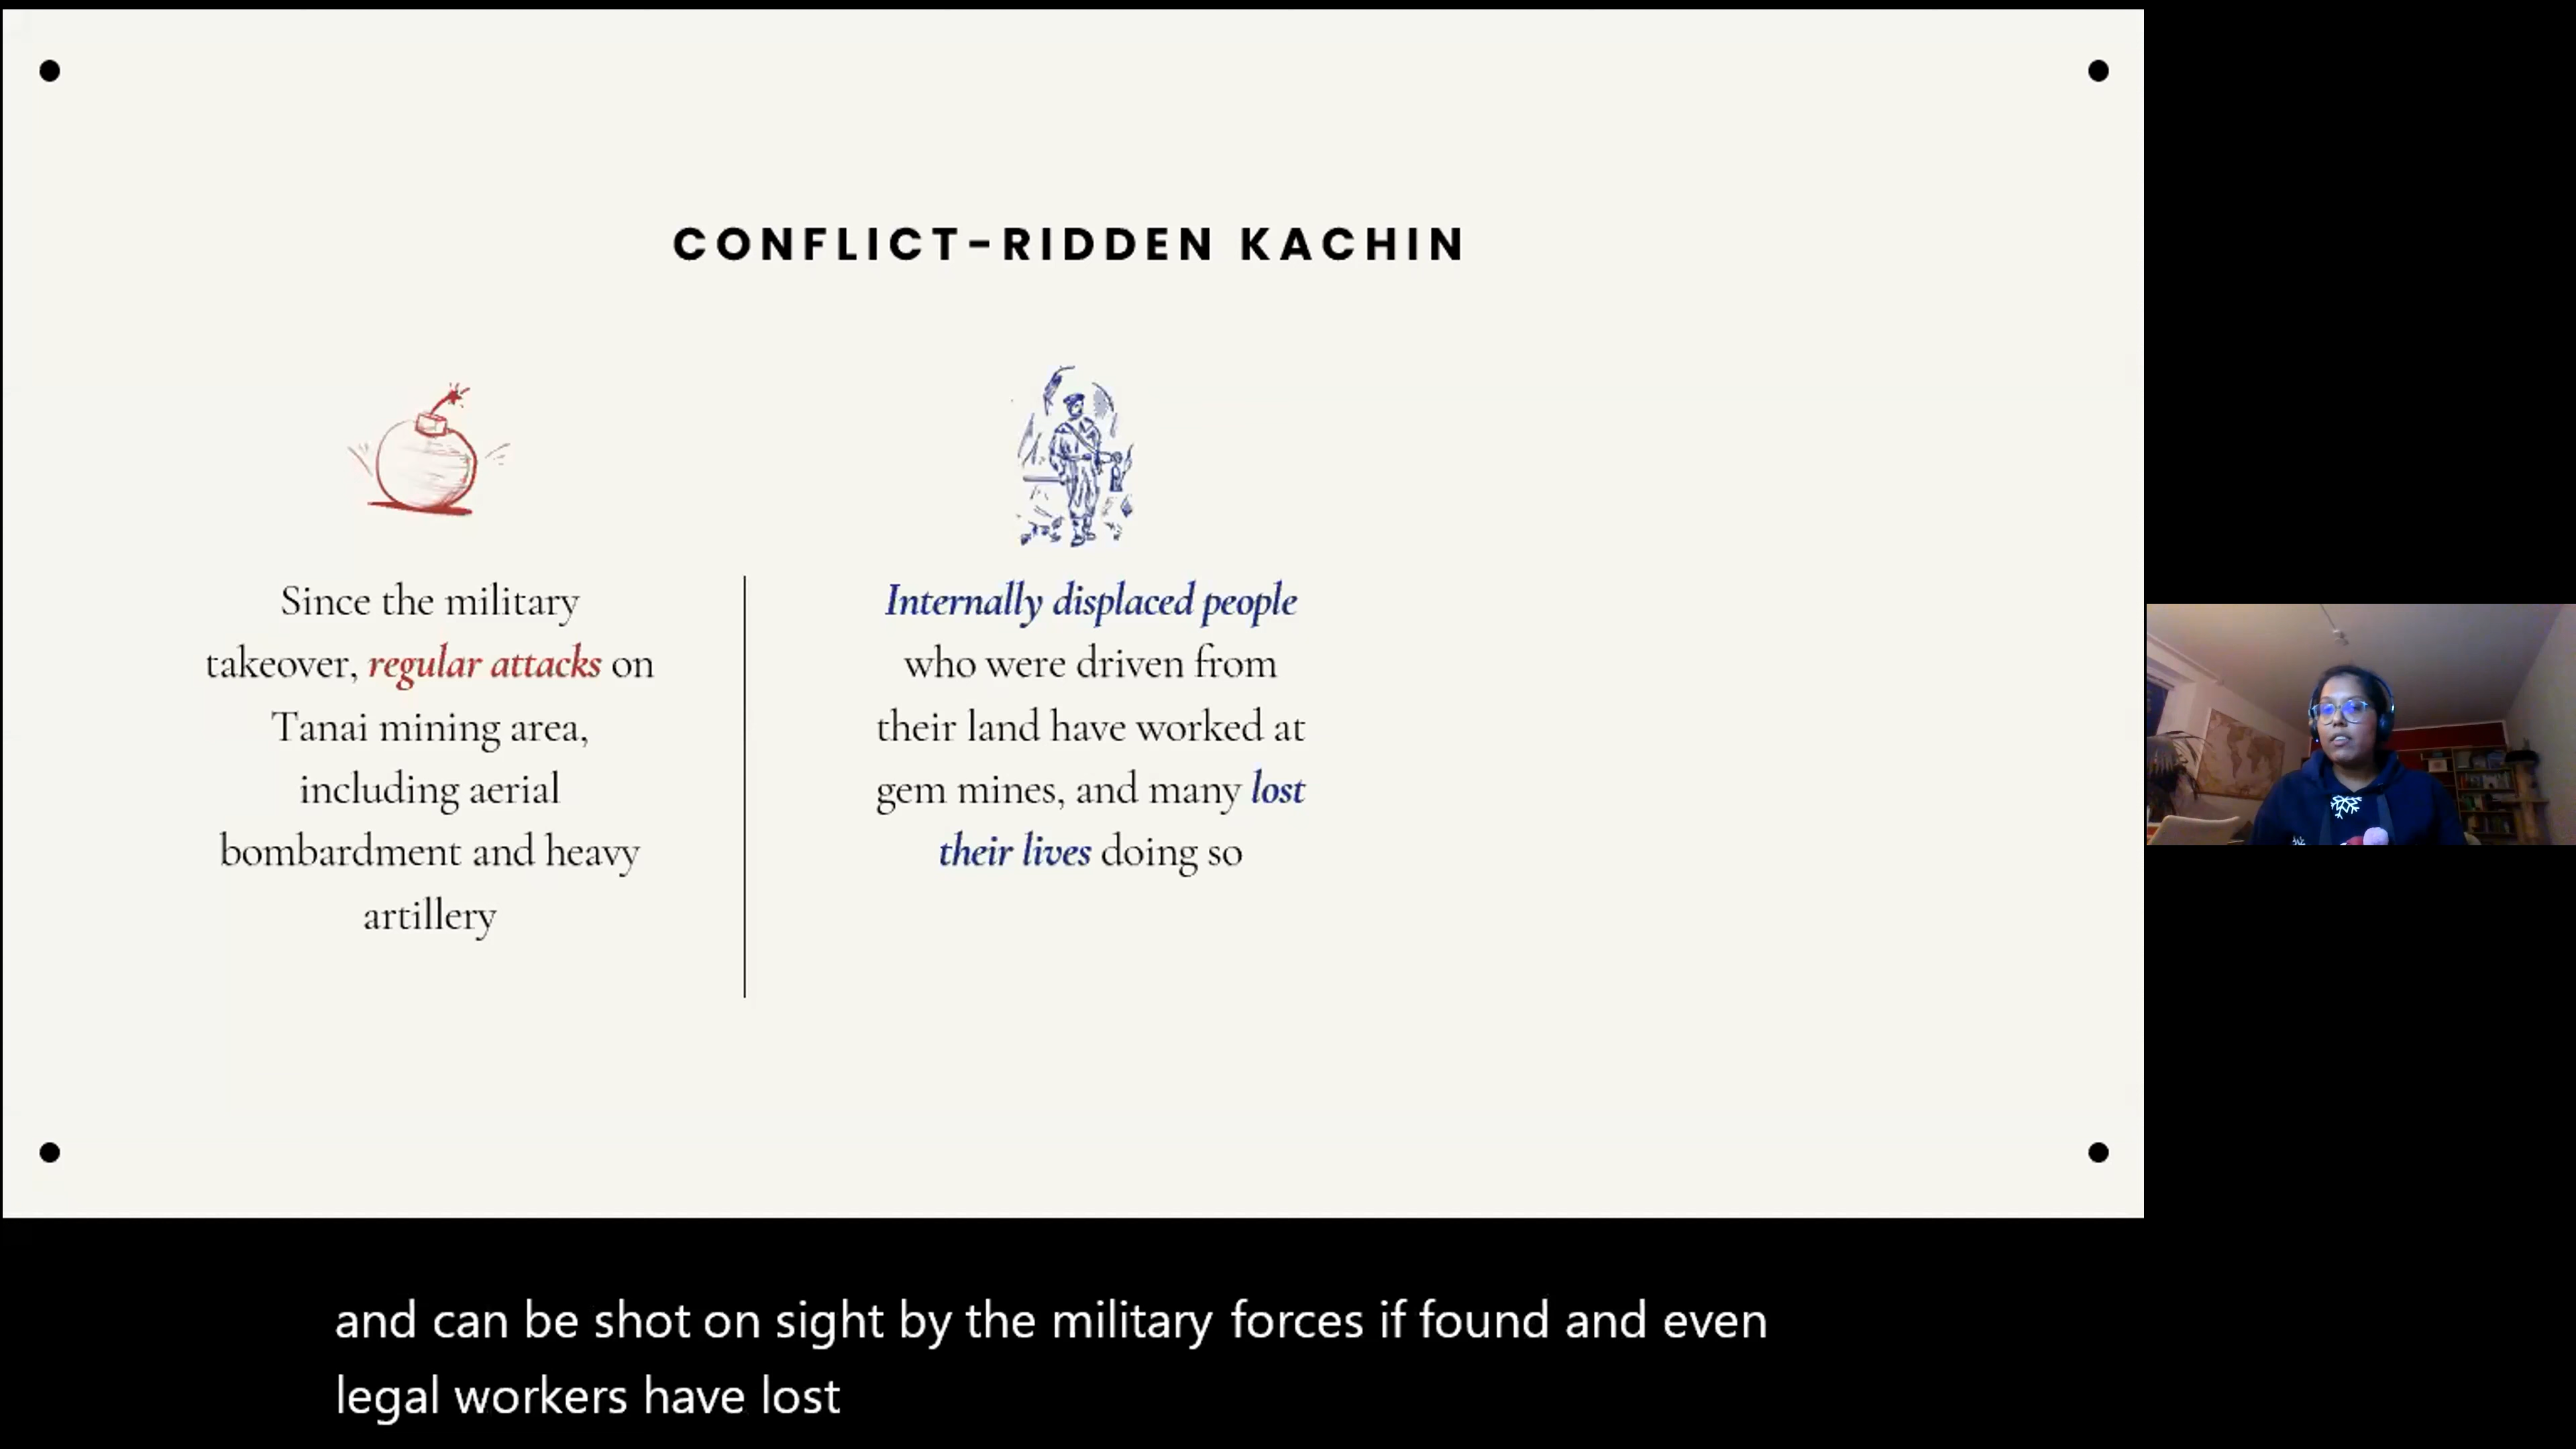 CONFLICT-RIDDEN KACHIN
Since the military
takeover, regular attacks on
Tanai mining area,
including aerial
bombardment and heavy
artillery
Internally displaced people
who were driven from
their land have worked at
gem mines, and many lost
their lives doing so
and can be shot on sight by the military forces if found and even
legal workers have lost